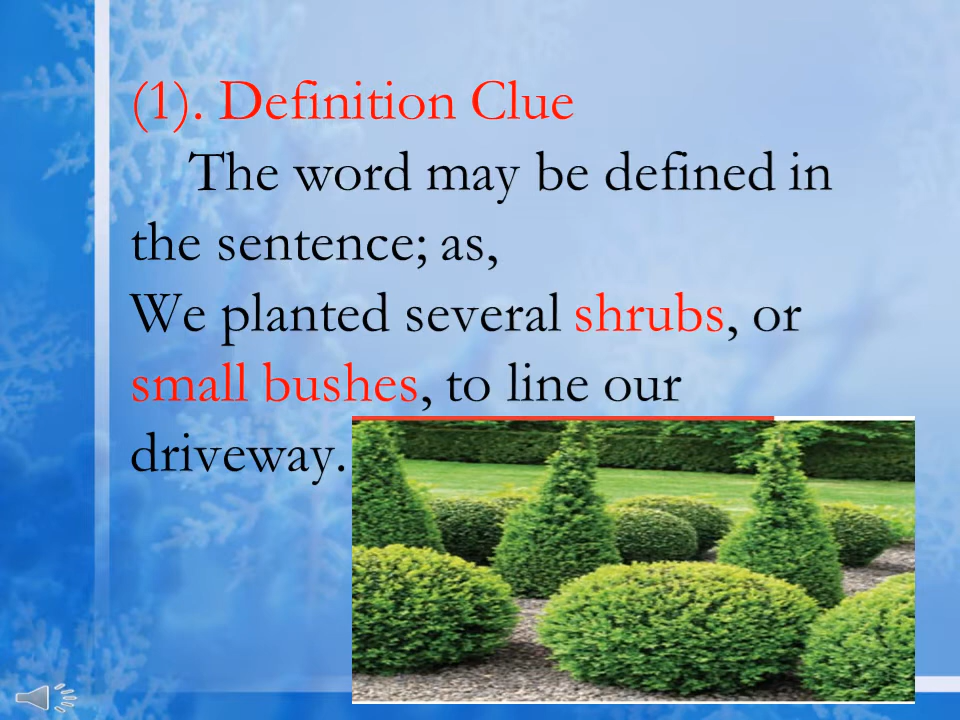 (1). Definition Clue
The word may be defined in
the sentence; as,
We planted several shrubs, or
small bushes, to line our
driveway.